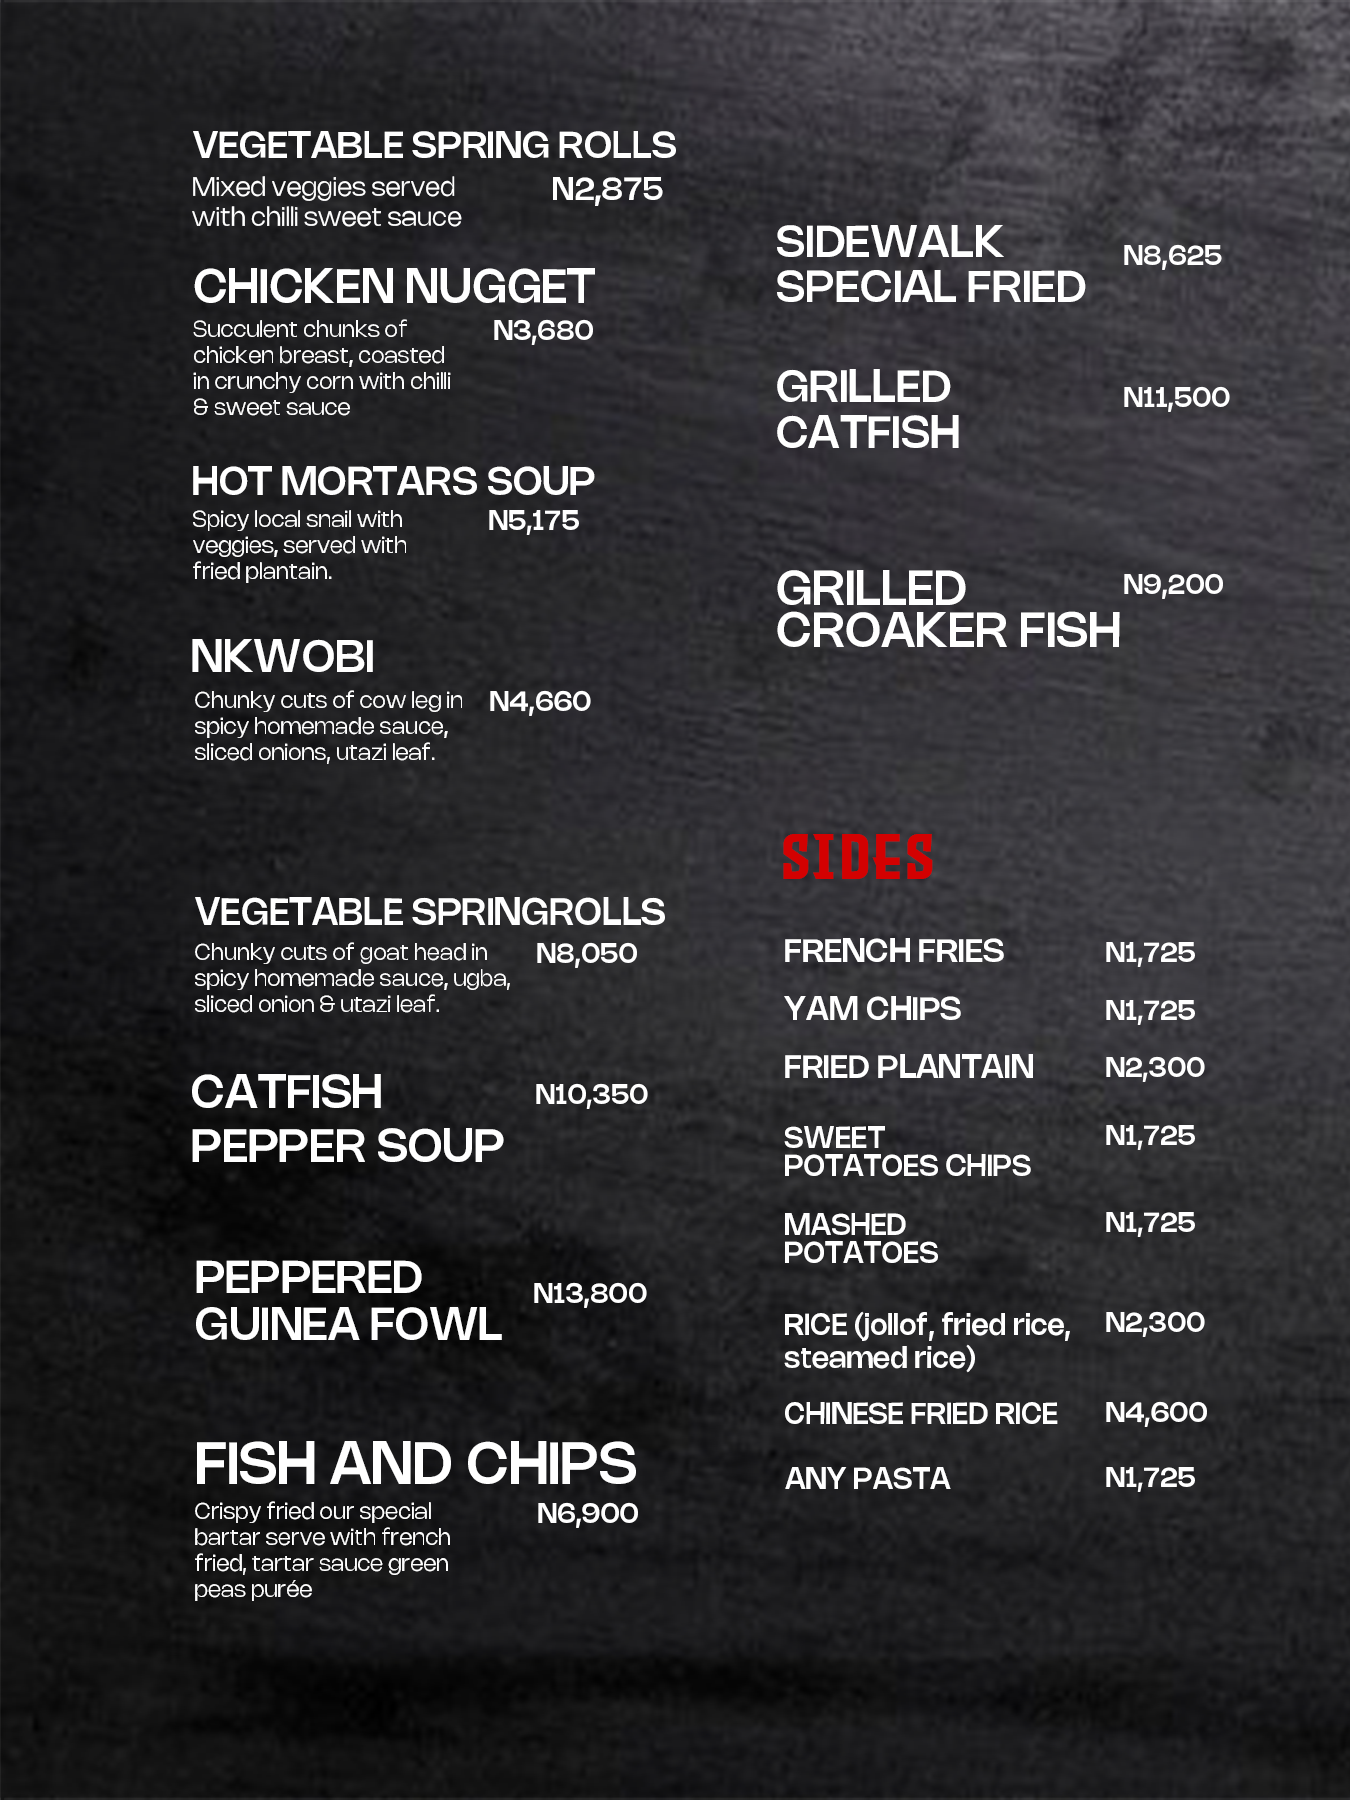 VEGETABLE SPRING ROLLS
Mixed veggies served
with chilli sweet sauce
N2,875
CHICKEN NUGGET
Succulent chunks of
chicken breast, coasted
in crunchy corn with chilli
& sweet sauce
N3,680
HOT MORTARS SOUP
Spicy local snail with
veggies, served with
fried plantain.
N5,175
NKWOBI
Chunky cuts of cow leg in
spicy homemade sauce,
sliced onions, utazi leaf.
N4,660
VEGETABLE SPRINGROLLS
Chunky cuts of goat head in
spicy homemade sauce, ugba,
sliced onion & utazi leaf.
N8,050
CATFISH
PEPPER SOUP
N10,350
PEPPERED
GUINEA FOWL
N13,800
FISH AND CHIPS
Crispy fried our special
bartar serve with french
fried, tartar sauce green
peas purée
N6,900
SIDEWALK
SPECIAL FRIED
N8,625
GRILLED
CATFISH
N11,500
GRILLED
CROAKER FISH
N9,200
SIDES
FRENCH FRIES N1,725
YAM CHIPS N1,725
FRIED PLANTAIN N2,300
SWEET
POTATOES CHIPS
N1,725
MASHED
POTATOES
N1,725
RICE (jollof, fried rice,
steamed rice)
N2,300
CHINESE FRIED RICE N4,600
ANY PASTA N1,725